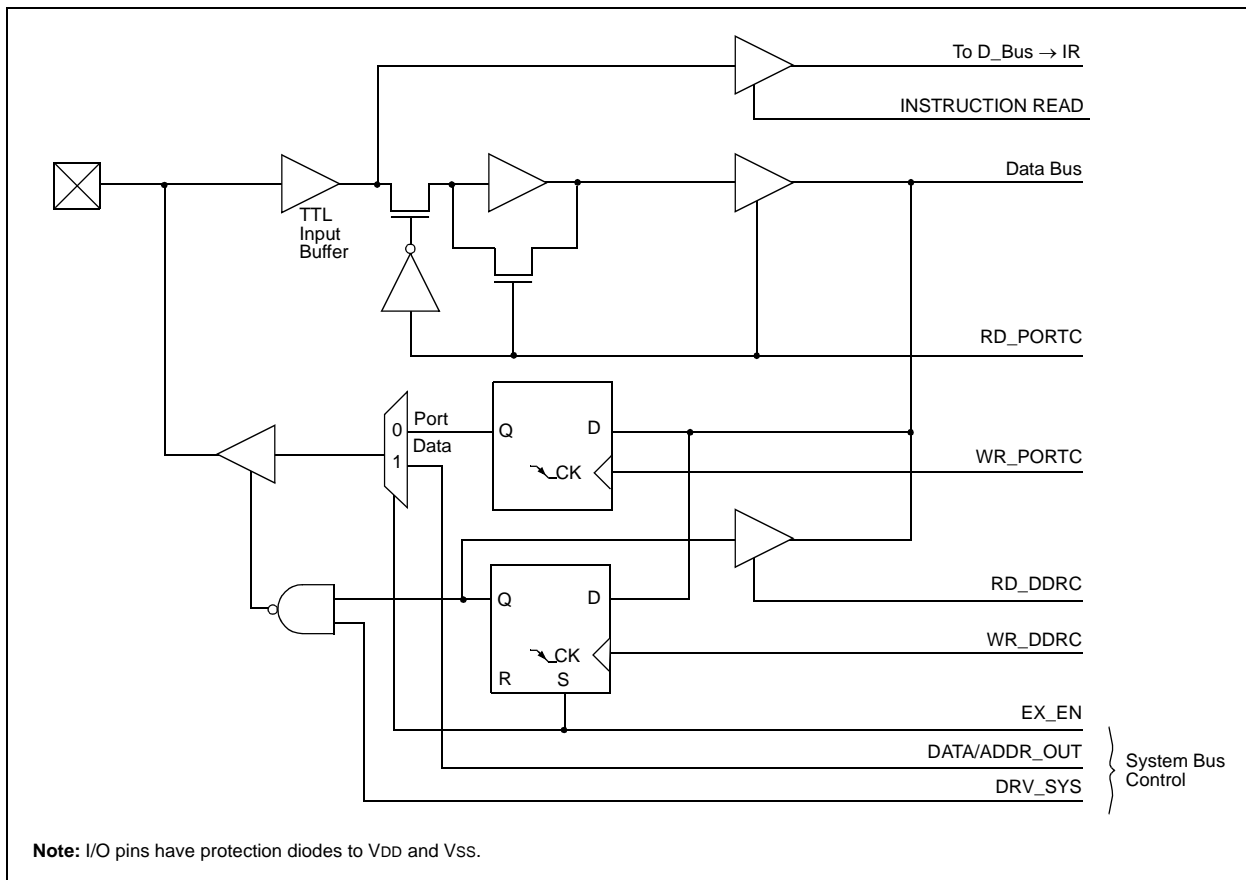 To D_Bus → IR
INSTRUCTION READ
Data Bus
TTL
Input
Buffer
RD_PORTC
0
Port
Data
1
Q
D
CK
WR_PORTC
Q
D
CK
R
S
RD_DDRC
WR_DDRC
EX_EN
DATA/ADDR_OUT
DRV_SYS
System Bus
Control
Note: I/O pins have protection diodes to VDD and VSS.